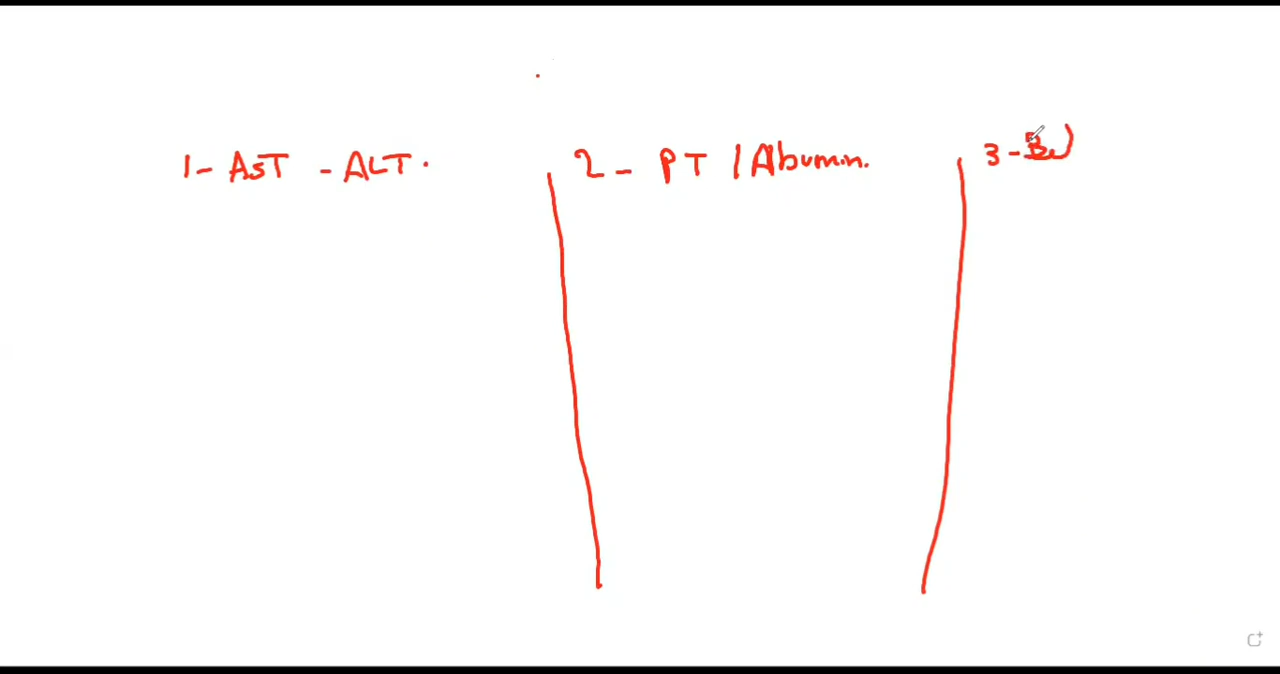 1- AST - ALT.
2- PT / Abumin.
3-